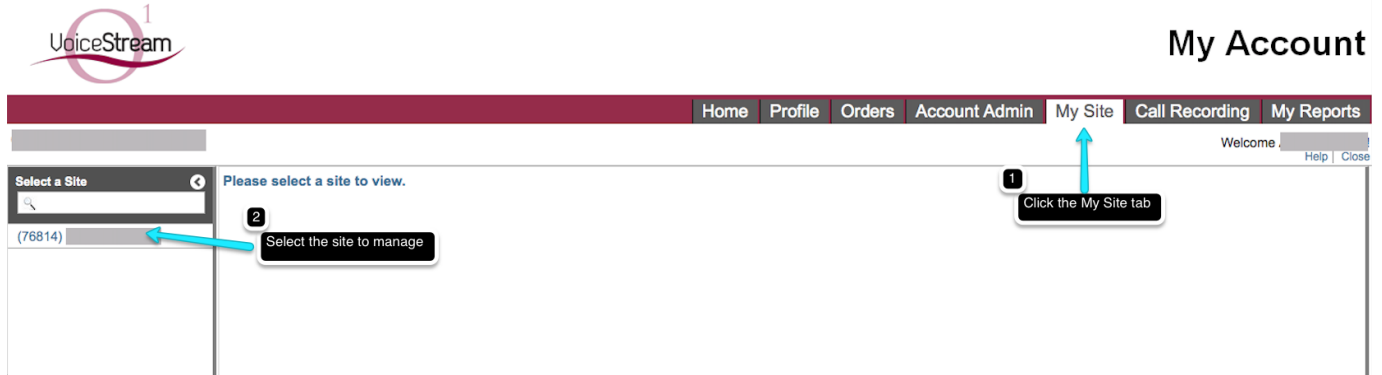 1
VoiceStream
My Account
Home Profile Orders Account Admin My Site Call Recording My Reports
Welcome
Help | Close
Select a Site
Please select a site to view.
1
Click the My Site tab
2
Select the site to manage
(76814)